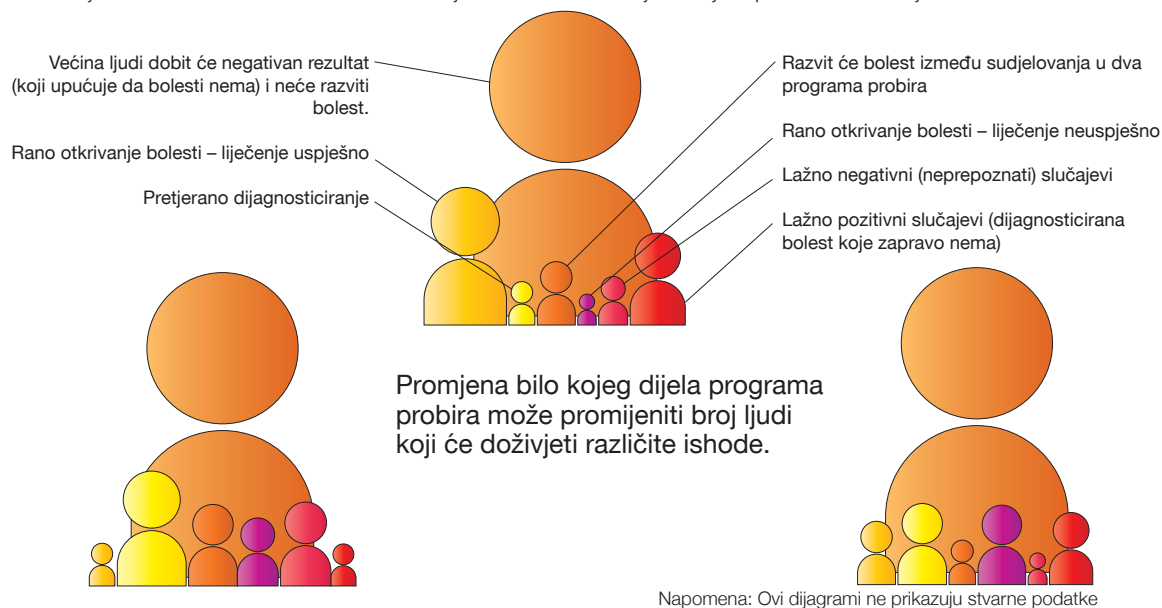 Većina ljudi dobit će negativan rezultat
(koji upućuje da bolesti nema) i neće razviti
bolest.
Rano otkrivanje bolesti – liječenje uspješno
Pretjerano dijagnosticiranje
Razvit će bolest između sudjelovanja u dva
programa probira
Rano otkrivanje bolesti – liječenje neuspješno
Lažno negativni (neprepoznati) slučajevi
Lažno pozitivni slučajevi (dijagnosticirana
bolest koje zapravo nema)
Promjena bilo kojeg dijela programa
probira može promijeniti broj ljudi
koji će doživjeti različite ishode.
Napomena: Ovi dijagrami ne prikazuju stvarne podatke